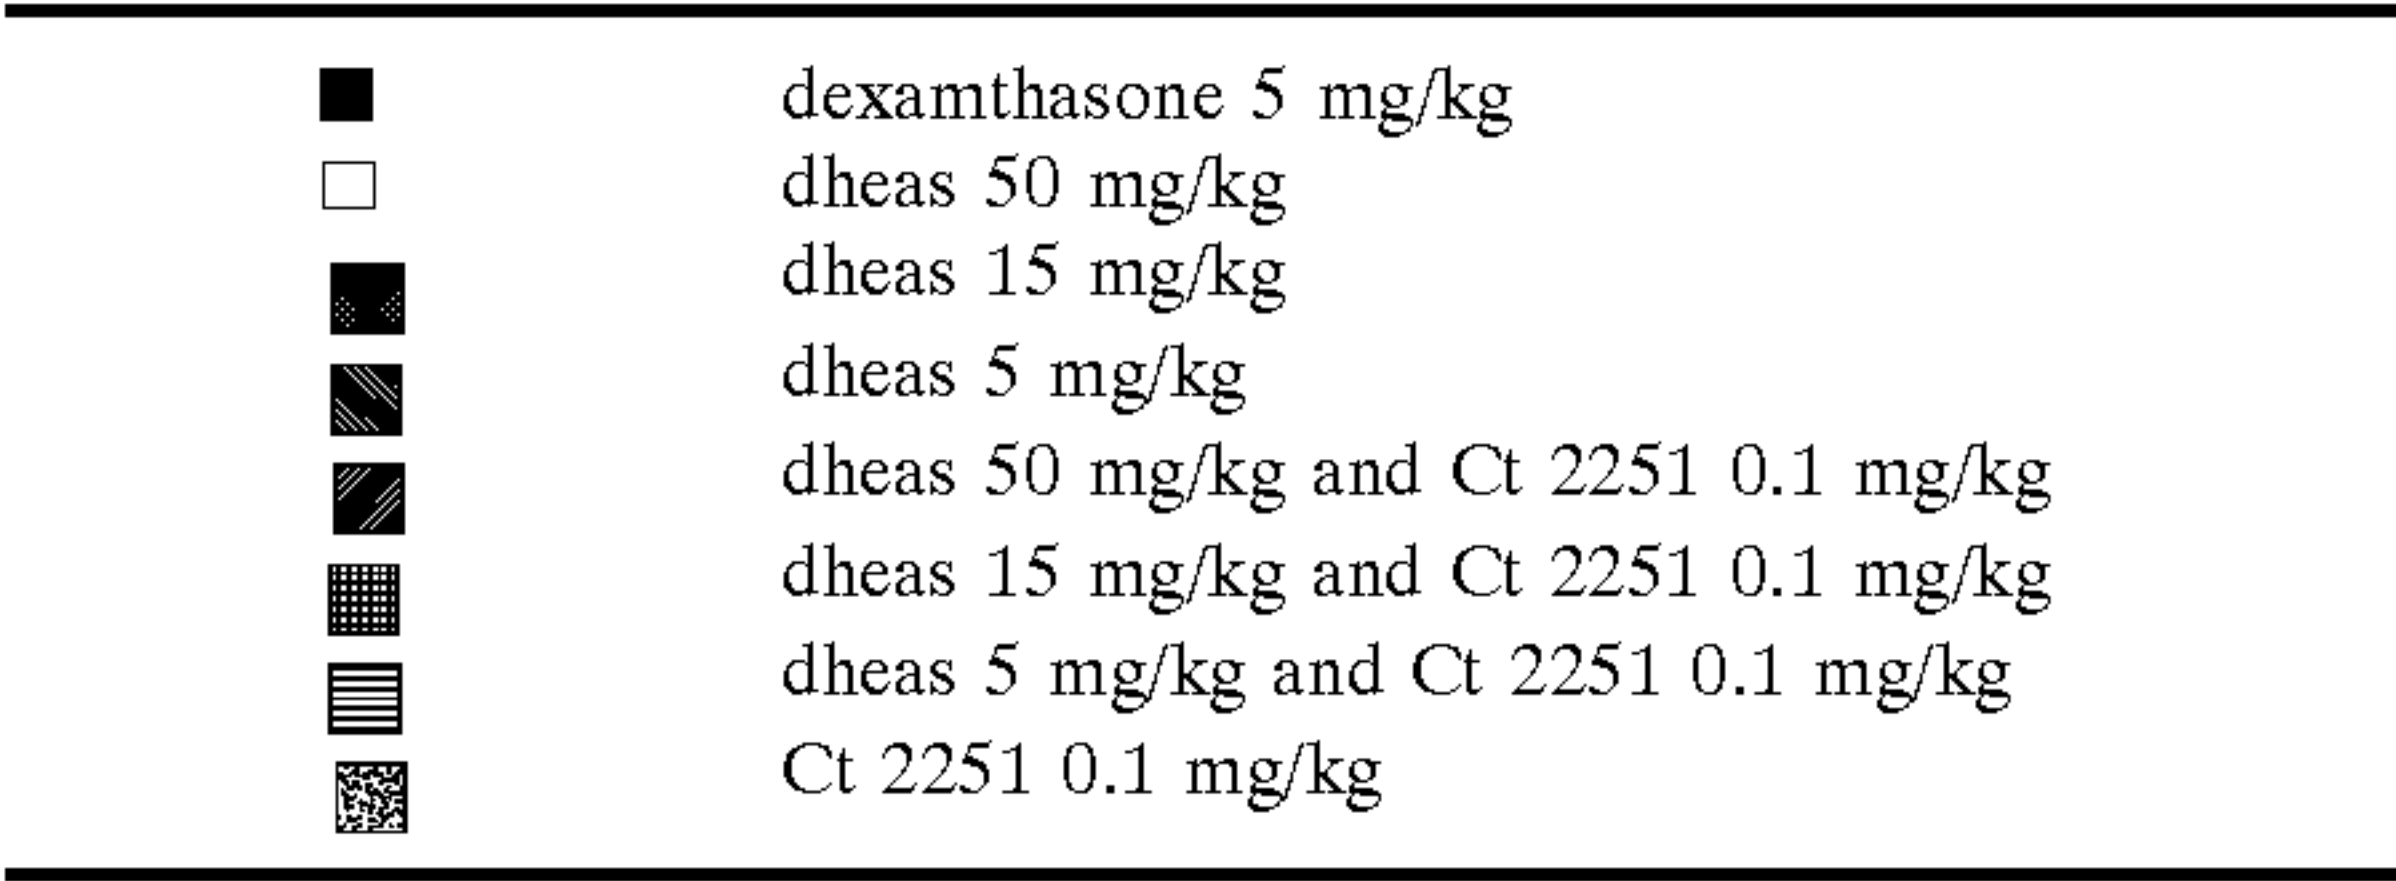 dexamthasone 5 mg/kg
dheas 50 mg/kg
dheas 15 mg/kg
dheas 5 mg/kg
dheas 50 mg/kg and Ct 2251 0.1 mg/kg
dheas 15 mg/kg and Ct 2251 0.1 mg/kg
dheas 5 mg/kg and Ct 2251 0.1 mg/kg
Ct 2251 0.1 mg/kg